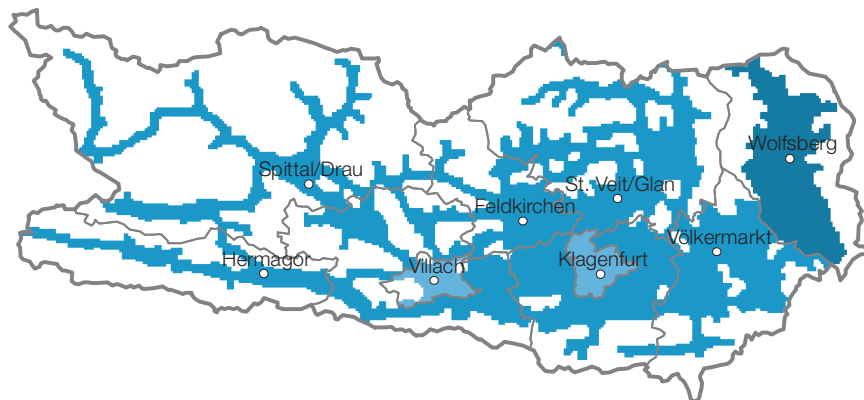 Wolfsberg
Spittal/Drau
St. Veit/Glan
Feldkirchen
Völkermarkt
Hermagor
Villach
Klagenfurt